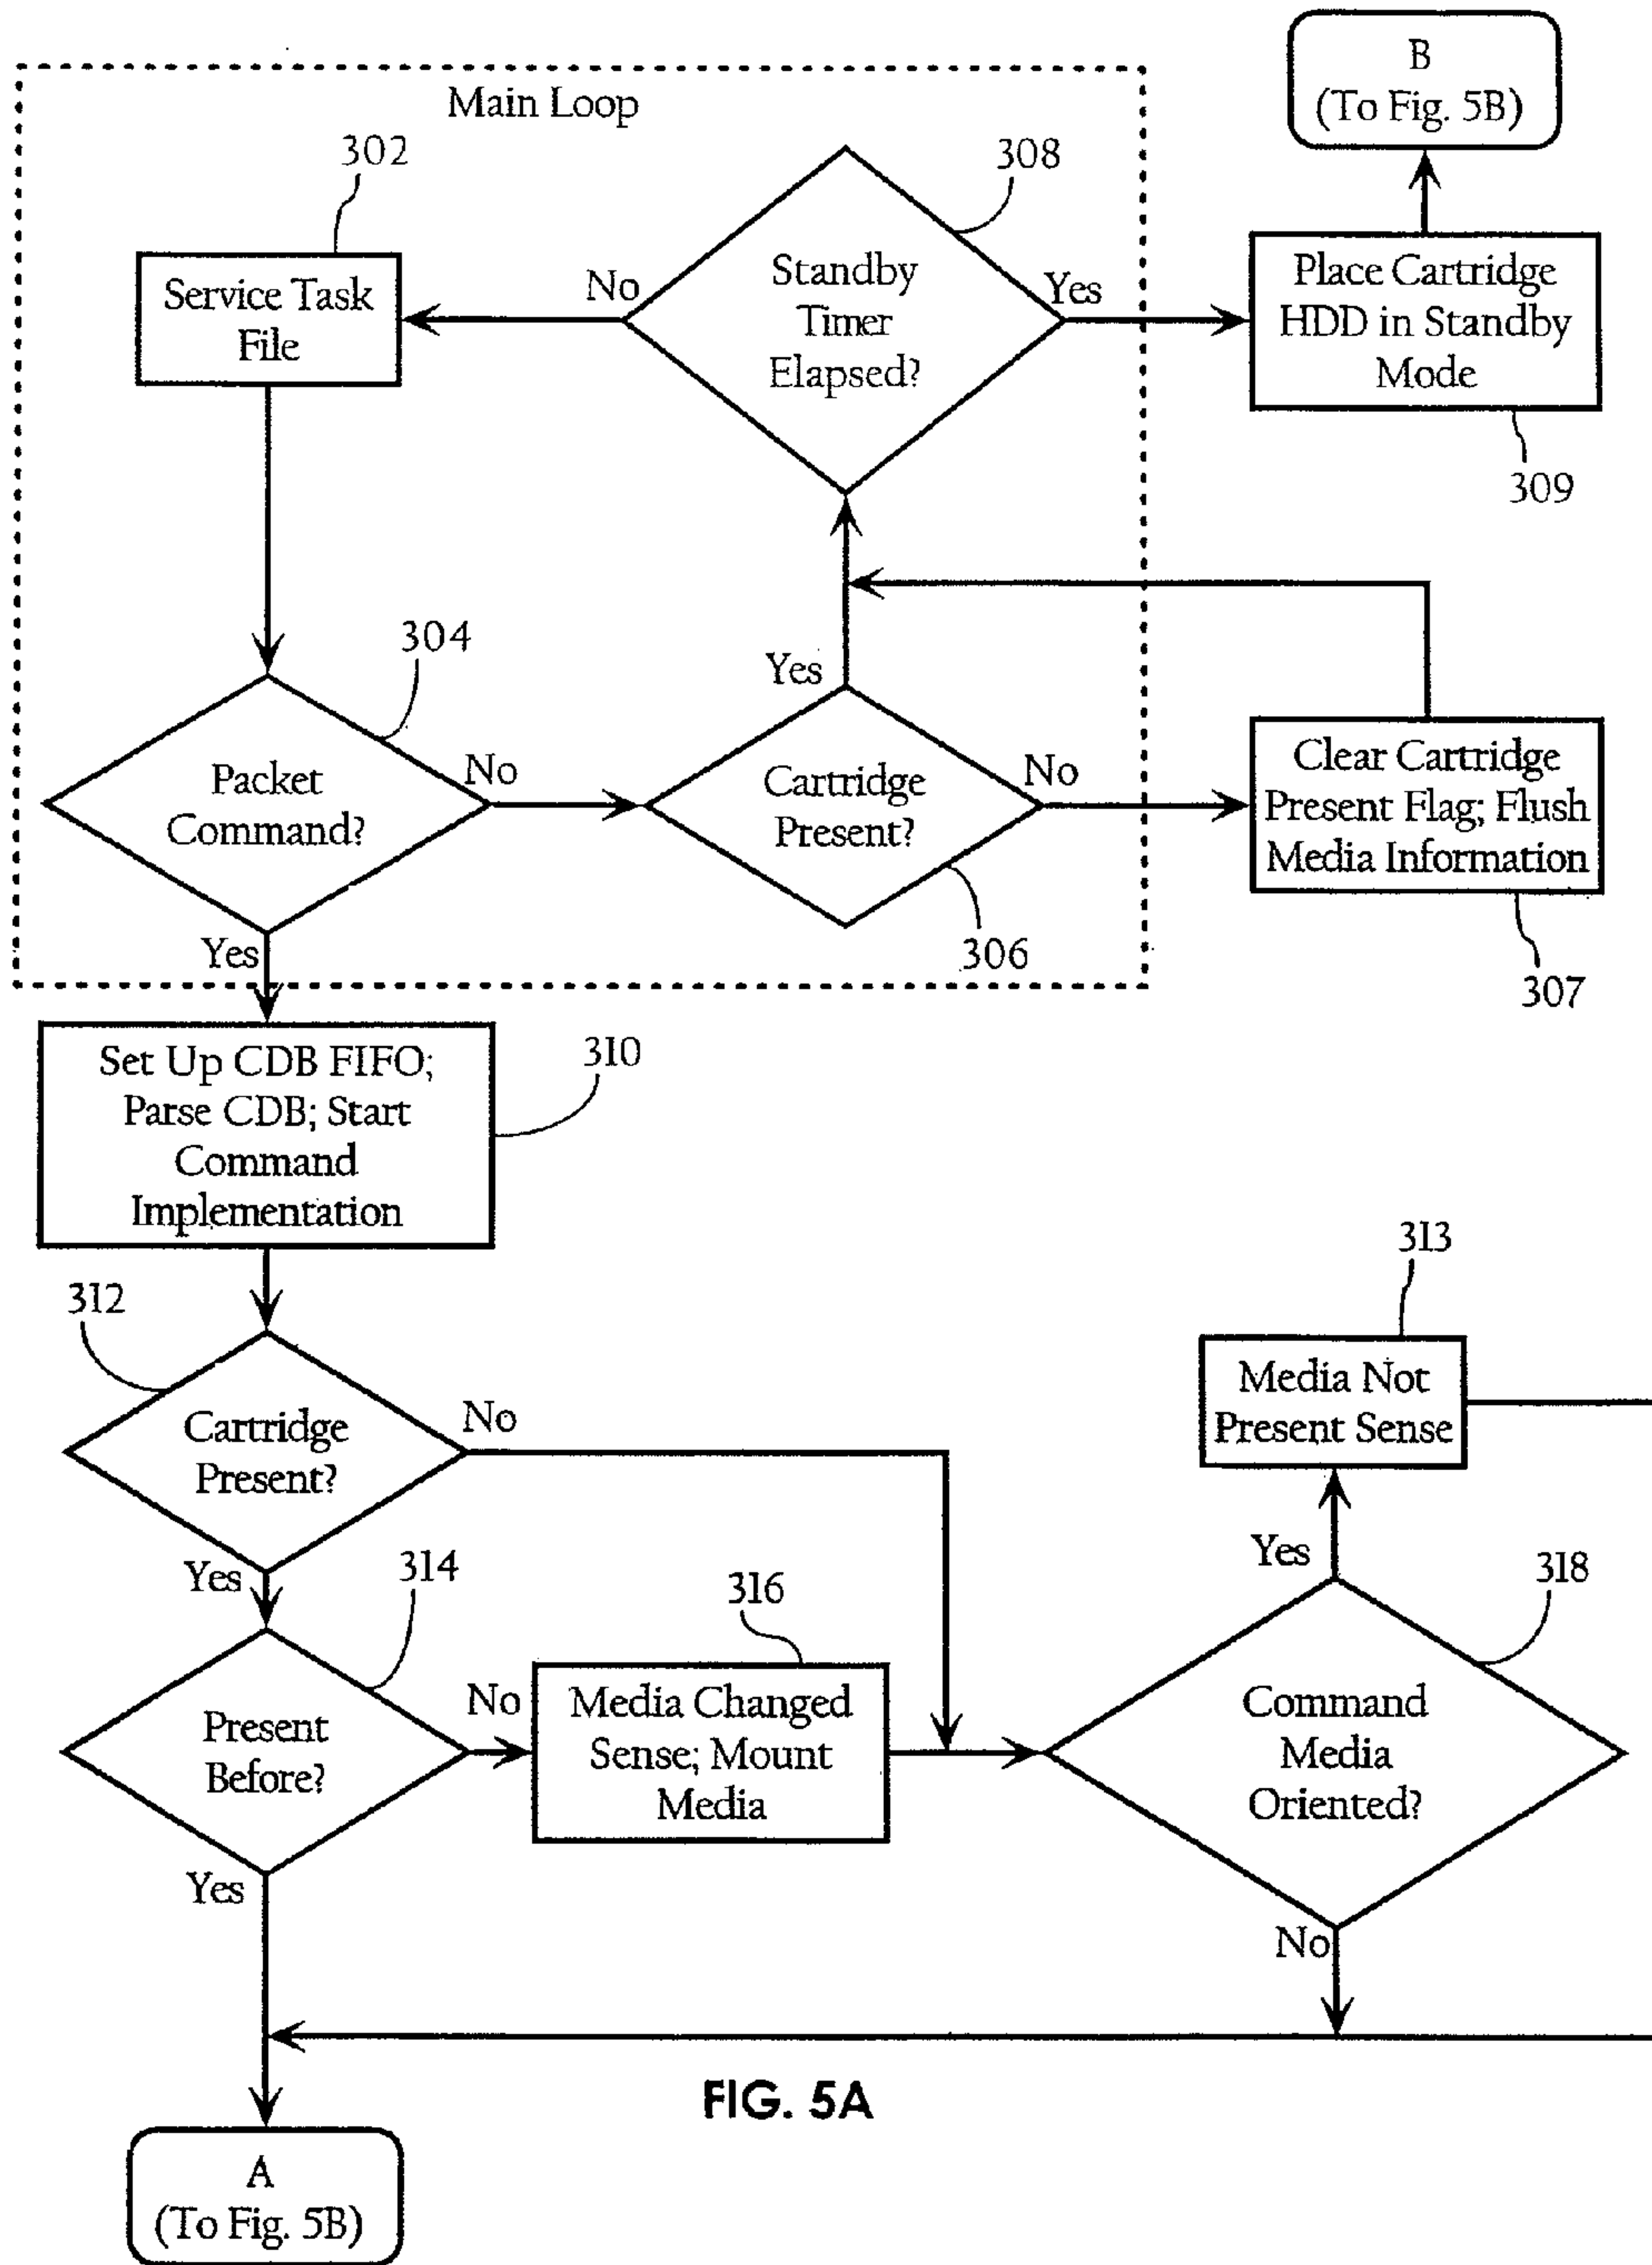 B
(To Fig. 5B)
Main Loop
302
308
Service Task
File
No
Standby
Timer
Elapsed?
Yes
Place Cartridge
HDD in Standby
Mode
309
304
Packet
Command?
No
Yes
Yes
Cartridge
Present?
No
306
Clear Cartridge
Present Flag; Flush
Media Information
307
Set Up CDB FIFO;
Parse CDB; Start
Command
Implementation
310
312
Cartridge
Present?
No
Yes
313
Media Not
Present Sense
314
Present
Before?
No
Yes
316
Media Changed
Sense; Mount
Media
Yes
318
Command
Media
Oriented?
No
FIG. 5A
A
(To Fig. 5B)